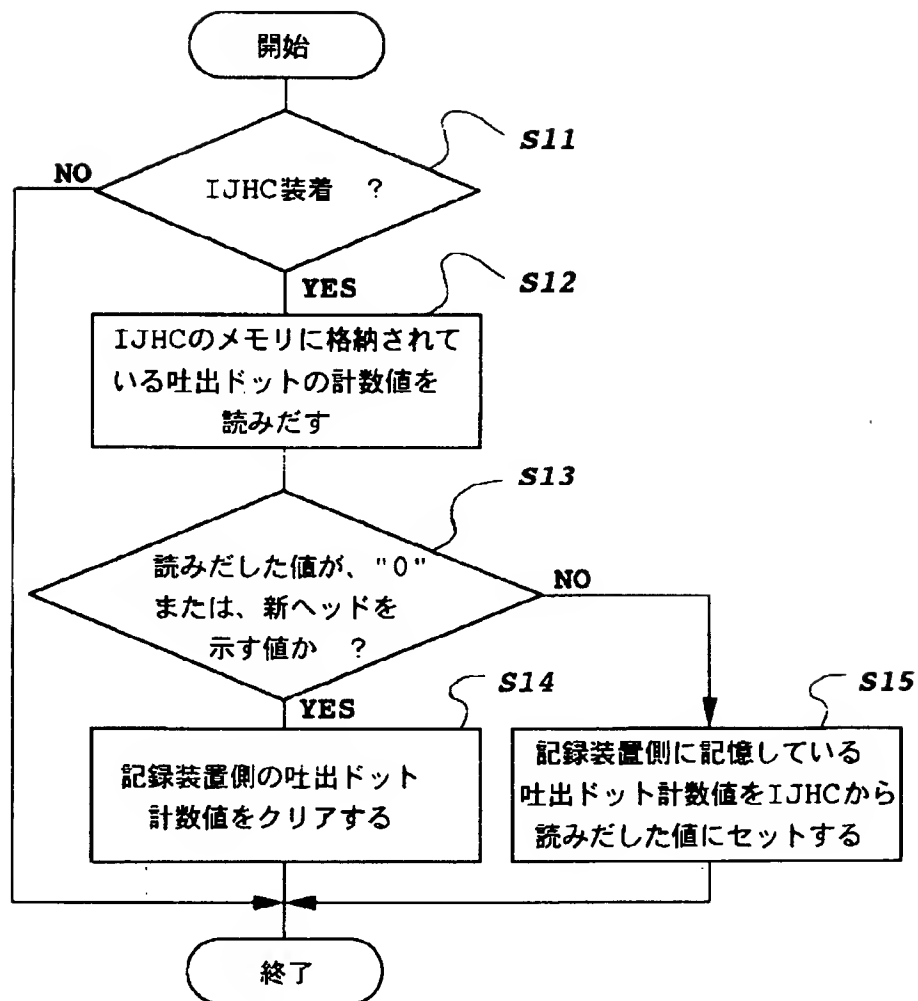 開始
S11
NO
IJHC装着 ?
YES
S12
IJHCのメモリに格納されて
いる吐出ドットの計数値を
読みだす
S13
読みだした値が、"0"
または、新ヘッドを
示す値か ?
NO
YES
S14
記録装置側の吐出ドット
計数値をクリアする
S15
記録装置側に記憶している
吐出ドット計数値をIJHCから
読みだした値にセットする
終了